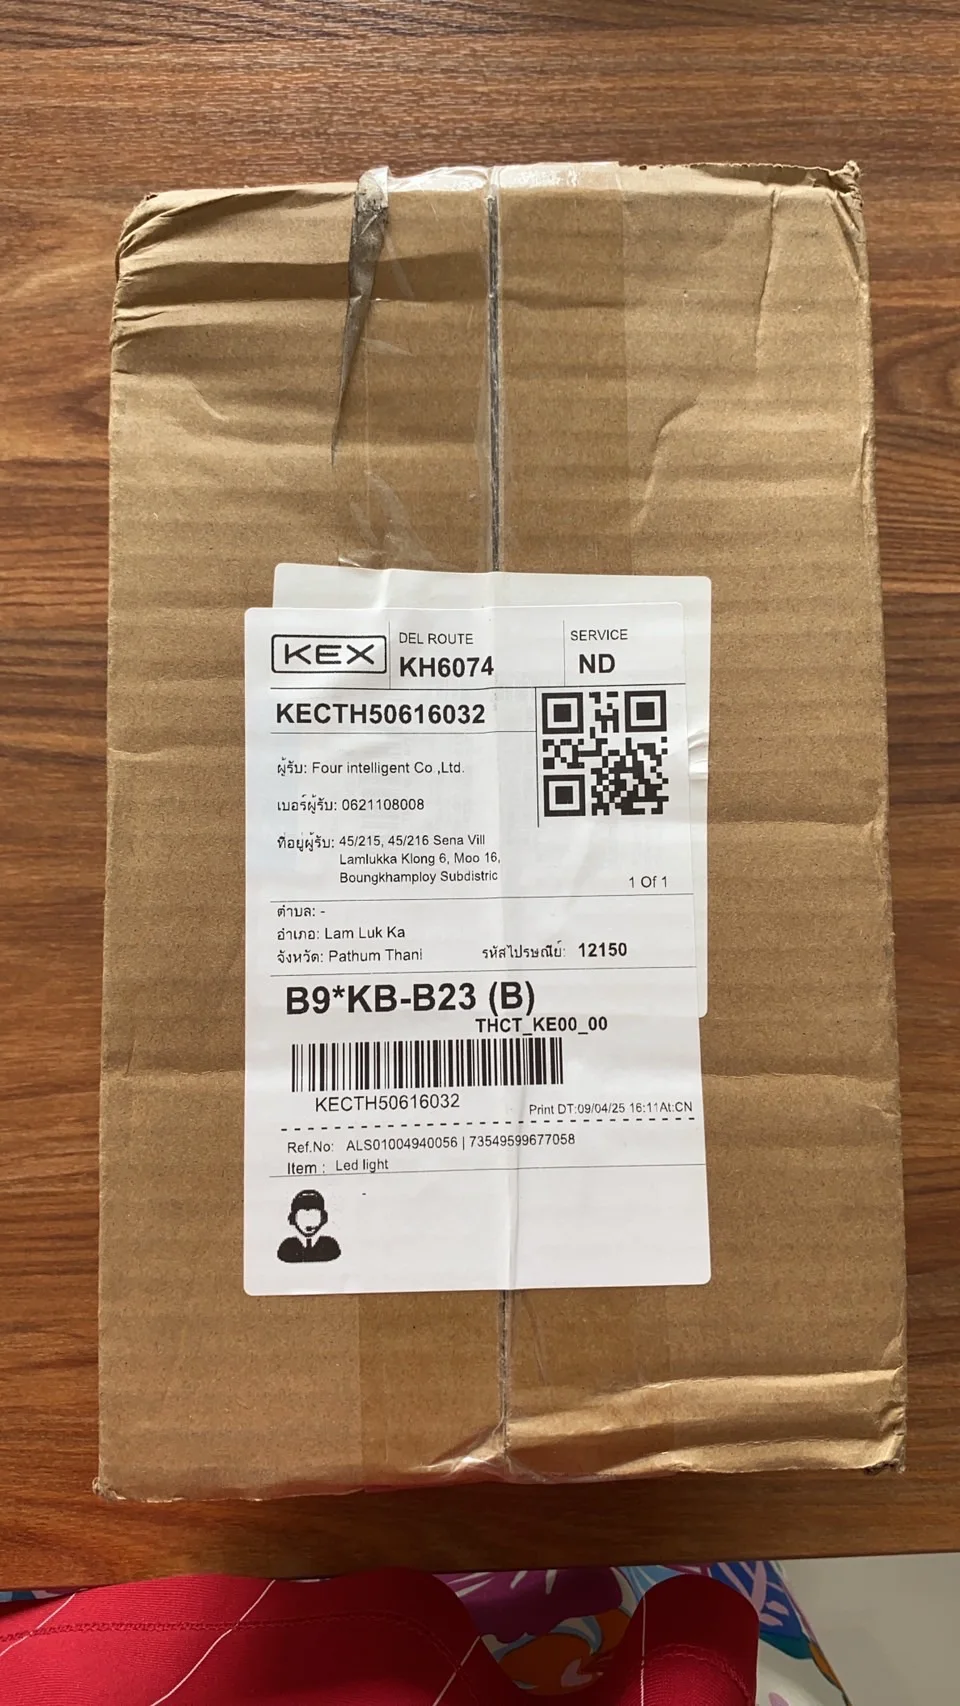 KEX
DEL ROUTE
KH6074
SERVICE
ND
KECTH50616032
ผู้รับ: Four intelligent Co ,Ltd.
เบอร์ผู้รับ: 0621108008
ที่อยู่ผู้รับ: 45/215, 45/216 Sena Vill
Lamlukka Klong 6, Moo 16,
Boungkhamploy Subdistric
1 Of 1
ตำบล: -
อำเภอ: Lam Luk Ka
จังหวัด: Pathum Thani รหัสไปรษณีย์: 12150
B9*KB-B23 (B)
THCT_KE00_00
KECTH50616032
Print DT:09/04/25 16:11At:CN
Ref.No: ALS01004940056 | 73549599677058
Item : Led light
-